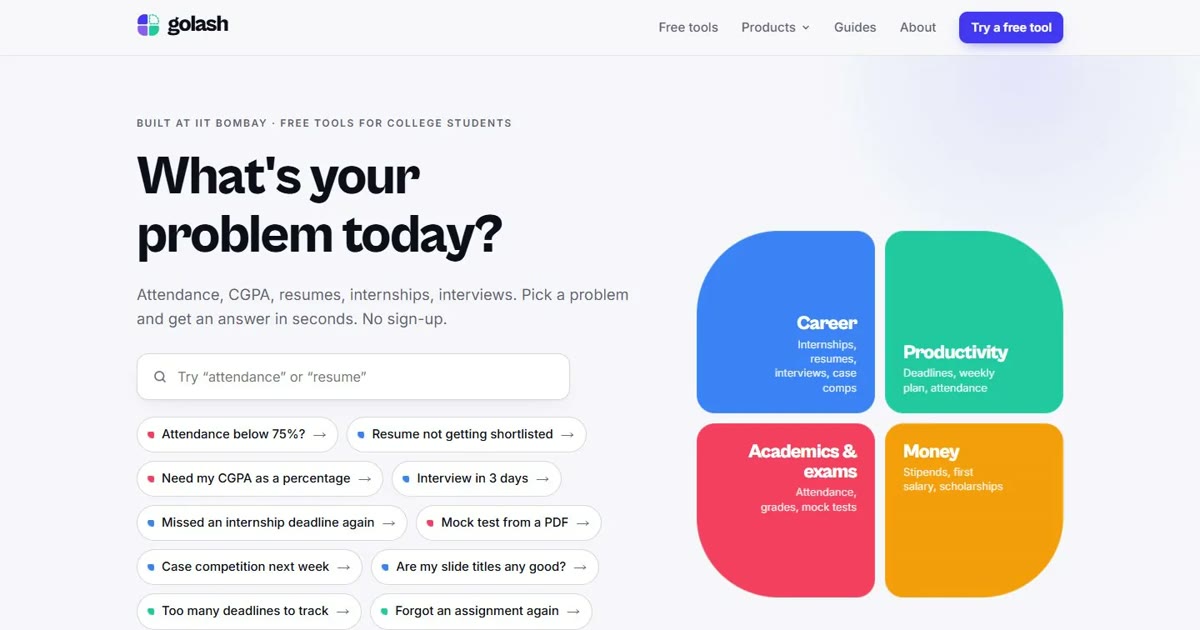 golash
Free tools
Products
Guides
About
Try a free tool
BUILT AT IIT BOMBAY · FREE TOOLS FOR COLLEGE STUDENTS
What's your
problem today?
Attendance, CGPA, resumes, internships, interviews. Pick a problem
and get an answer in seconds. No sign-up.
Try “attendance” or “resume”
Attendance below 75%? →
Resume not getting shortlisted →
Need my CGPA as a percentage →
Interview in 3 days →
Missed an internship deadline again →
Mock test from a PDF →
Case competition next week →
Are my slide titles any good? →
Too many deadlines to track →
Forgot an assignment again →
Career
Internships,
resumes,
interviews, case
comps
Productivity
Deadlines, weekly
plan, attendance
Academics &
exams
Attendance,
grades, mock tests
Money
Stipends, first
salary, scholarships